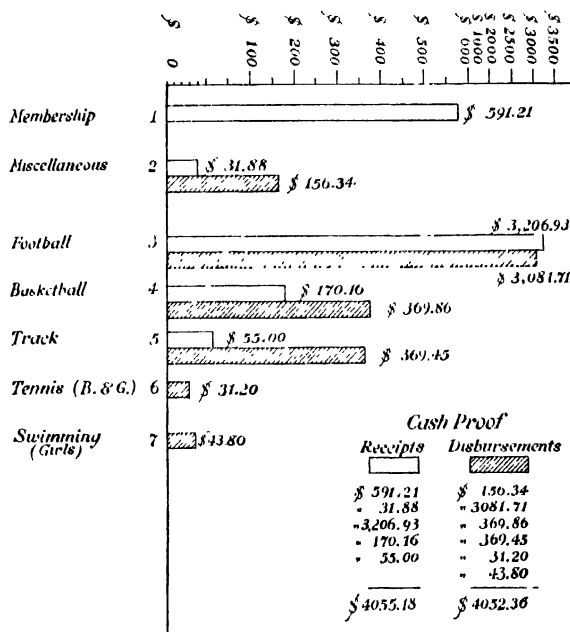 $ $ $ $ $ $ $ $ $ $ $ $
0 100 200 300 400 500 000 1000 2000 2500 3000 3500
Membership 1 $ 591.21
Miscellaneous 2 $ 31.88
$ 156.34
$ 3,206.93
Football 3
$ 3,081.71
Basketball 4 $ 170.16
$ 369.86
Track 5 $ 55.00
$ 369.45
Tennis (B. & G.) 6 $ 31.20
Swimming 7 $43.80
(Girls)
Cash Proof
Receipts Disbursements
$ 591.21 $ 156.34
" 31.88 " 3081.71
" 3,206.93 " 369.86
" 170.16 " 369.45
" 55.00 " 31.20
" 43.80
$ 4055.18 $ 4052.36